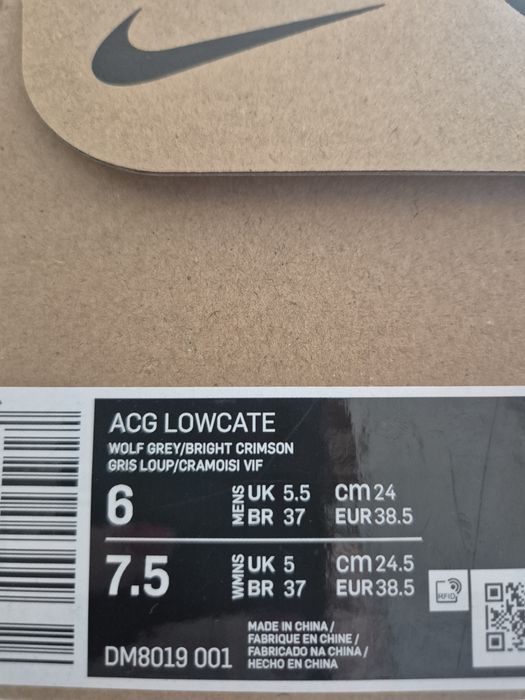 ACG LOWCATE
WOLF GREY/BRIGHT CRIMSON
GRIS LOUP/CRAMOISI VIF
6 MENS UK 5.5 cm 24
BR 37 EUR 38.5
7.5 WMNS UK 5 cm 24.5
BR 37 EUR 38.5
RFID
MADE IN CHINA /
FABRIQUE EN CHINE /
FABRICADO NA CHINA /
DM8019 001 HECHO EN CHINA